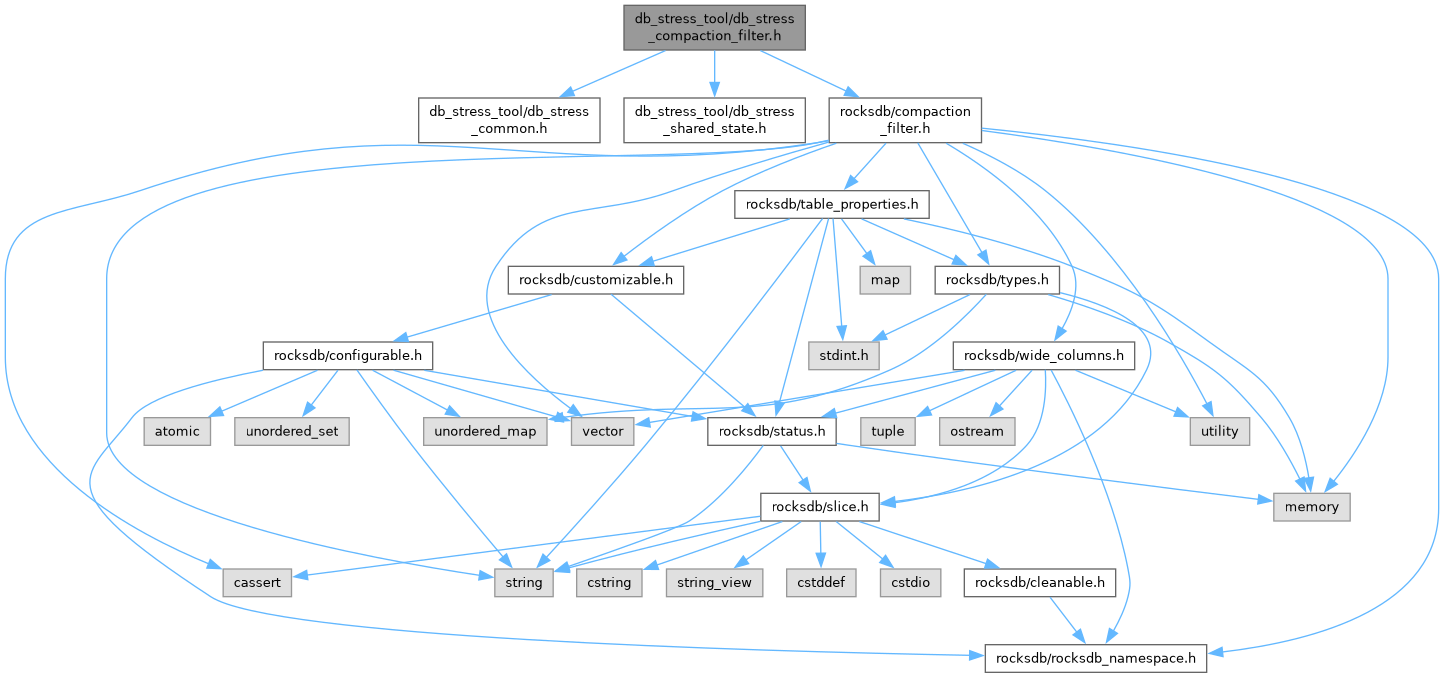 db_stress_tool/db_stress
_compaction_filter.h
db_stress_tool/db_stress
_common.h
db_stress_tool/db_stress
_shared_state.h
rocksdb/compaction
_filter.h
rocksdb/table_properties.h
rocksdb/customizable.h
map
rocksdb/types.h
rocksdb/configurable.h
stdint.h
rocksdb/wide_columns.h
atomic
unordered_set
unordered_map
vector
rocksdb/status.h
tuple
ostream
utility
rocksdb/slice.h
memory
cassert
string
cstring
string_view
cstddef
cstdio
rocksdb/cleanable.h
rocksdb/rocksdb_namespace.h